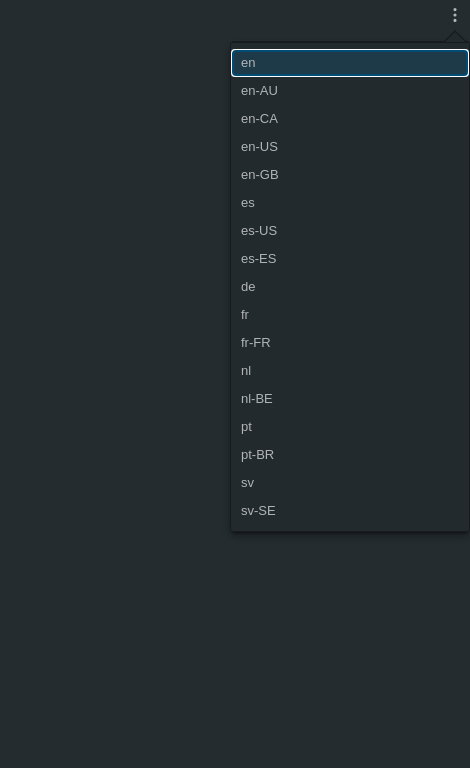 en
en-AU
en-CA
en-US
en-GB
es
es-US
es-ES
de
fr
fr-FR
nl
nl-BE
pt
pt-BR
sv
sv-SE